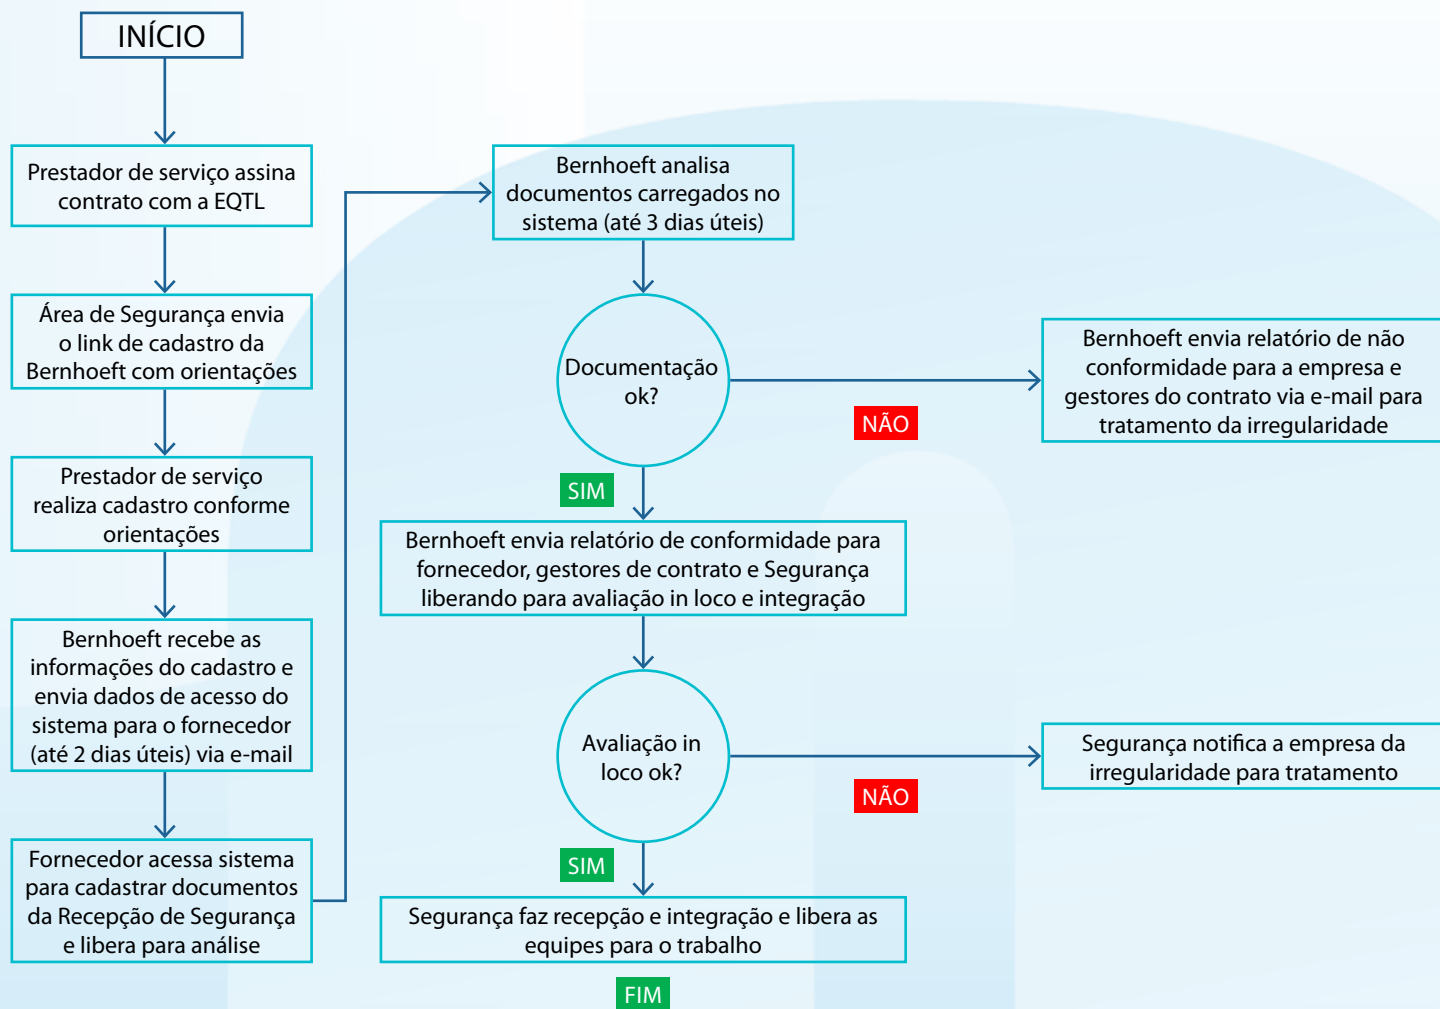 INÍCIO
Prestador de serviço assina
contrato com a EQTL
Área de Segurança envia
o link de cadastro da
Bernhoeft com orientações
Prestador de serviço
realiza cadastro conforme
orientações
Bernhoeft recebe as
informações do cadastro e
envia dados de acesso do
sistema para o fornecedor
(até 2 dias úteis) via e-mail
Fornecedor acessa sistema
para cadastrar documentos
da Recepção de Segurança
e libera para análise
Bernhoeft analisa
documentos carregados no
sistema (até 3 dias úteis)
Documentação
ok?
NÃO
Bernhoeft envia relatório de não
conformidade para a empresa e
gestores do contrato via e-mail para
tratamento da irregularidade
SIM
Bernhoeft envia relatório de conformidade para
fornecedor, gestores de contrato e Segurança
liberando para avaliação in loco e integração
Avaliação in
loco ok?
NÃO
Segurança notifica a empresa da
irregularidade para tratamento
SIM
Segurança faz recepção e integração e libera as
equipes para o trabalho
FIM